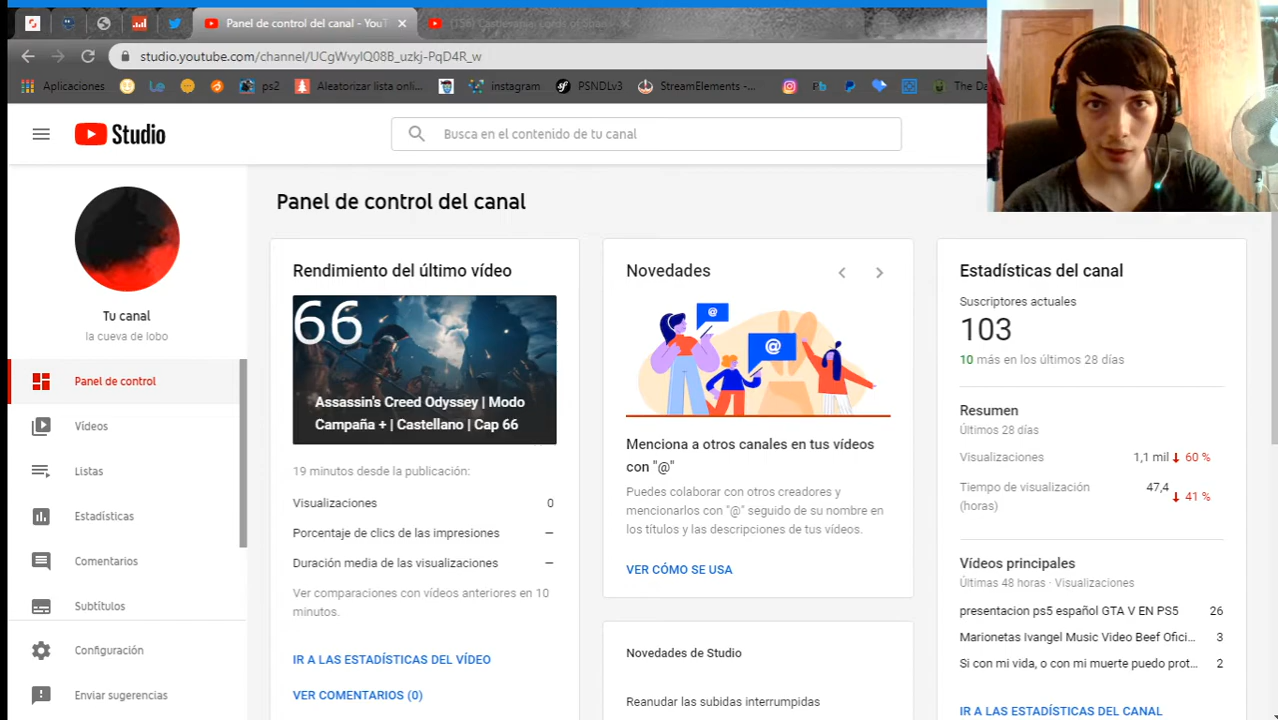 Panel de control del canal - YouT
studio.youtube.com/channel/UCgWvyIQ08B_uzkj-PqD4R_w
Aplicaciones
ps2
Aleatorizar lista onli...
instagram
PSNDLv3
StreamElements -...
The Da
Studio
Busca en el contenido de tu canal
Tu canal
la cueva de lobo
Panel de control
Vídeos
Listas
Estadísticas
Comentarios
Subtítulos
Configuración
Enviar sugerencias
Panel de control del canal
Rendimiento del último vídeo
66
Assassin's Creed Odyssey | Modo
Campaña + | Castellano | Cap 66
19 minutos desde la publicación:
Visualizaciones 0
Porcentaje de clics de las impresiones —
Duración media de las visualizaciones —
Ver comparaciones con vídeos anteriores en 10
minutos.
IR A LAS ESTADÍSTICAS DEL VÍDEO
VER COMENTARIOS (0)
Novedades
@
@
Menciona a otros canales en tus vídeos
con "@"
Puedes colaborar con otros creadores y
mencionarlos con "@" seguido de su nombre en
los títulos y las descripciones de tus vídeos.
VER CÓMO SE USA
Novedades de Studio
Reanudar las subidas interrumpidas
Estadísticas del canal
Suscriptores actuales
103
10 más en los últimos 28 días
Resumen
Últimos 28 días
Visualizaciones 1,1 mil 60 %
Tiempo de visualización 47,4 41 %
(horas)
Vídeos principales
Últimas 48 horas · Visualizaciones
presentacion ps5 español GTA V EN PS5 26
Marionetas Ivangel Music Video Beef Ofici... 3
Si con mi vida, o con mi muerte puedo prot... 2
IR A LAS ESTADÍSTICAS DEL CANAL